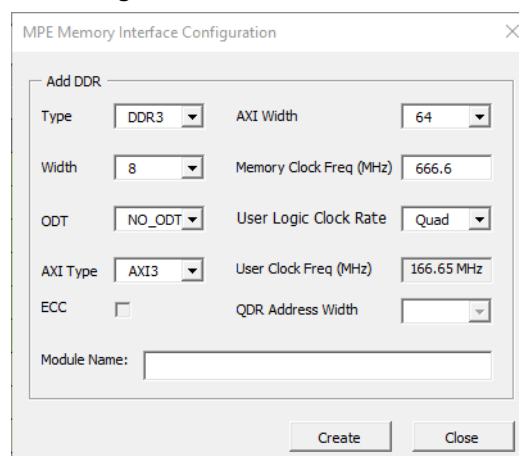 MPE Memory Interface Configuration
Add DDR
Type DDR3 AXI Width 64
Width 8 Memory Clock Freq (MHz) 666.6
ODT NO_ODT User Logic Clock Rate Quad
AXI Type AXI3 User Clock Freq (MHz) 166.65 MHz
ECC QDR Address Width
Module Name:
Create Close